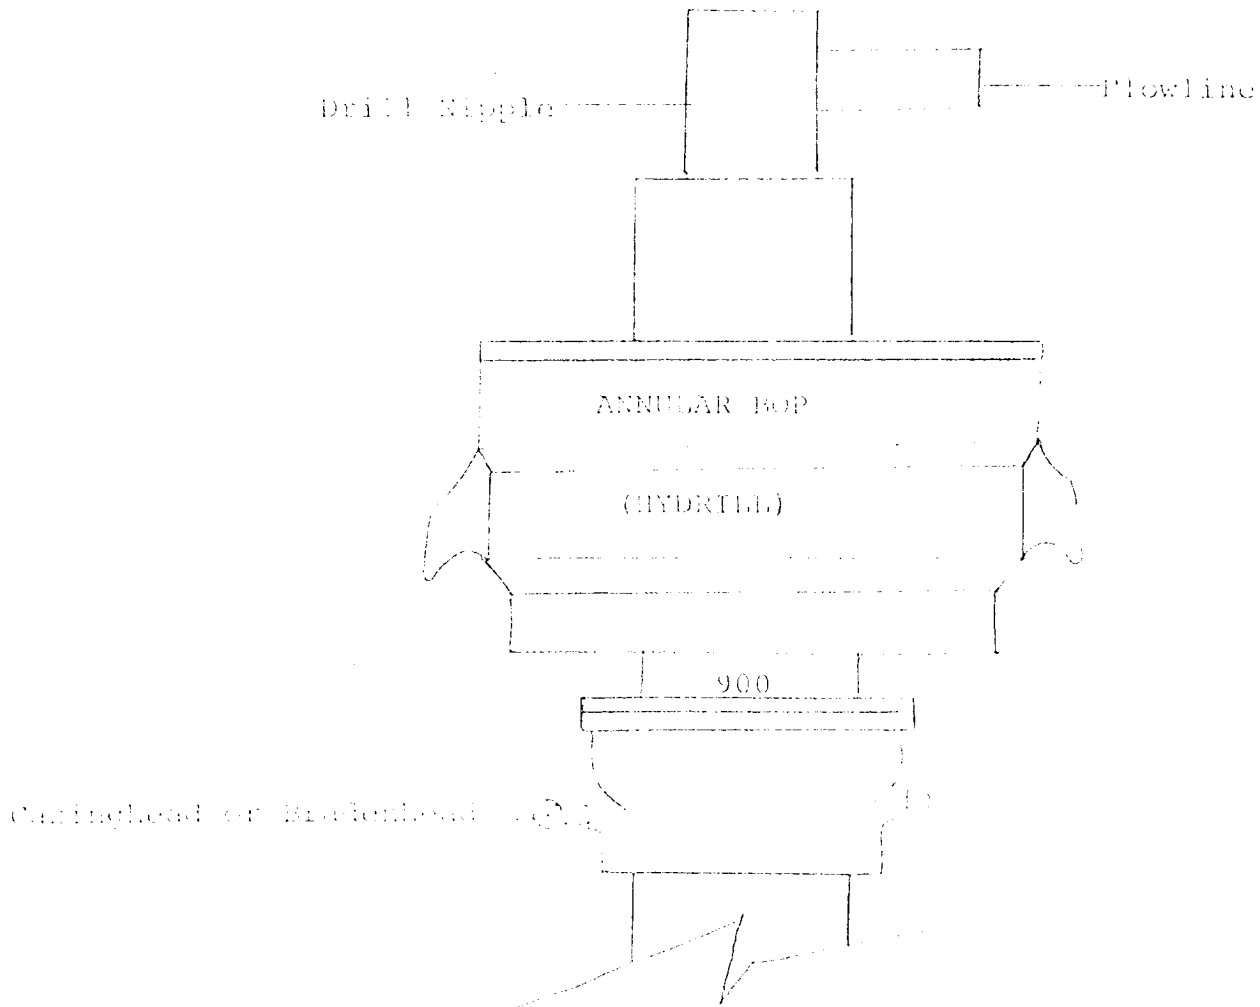 Drill Nipple
Flowline
ANNULAR BOP
(HYDRILL)
900
Casinghead or Bradenhead